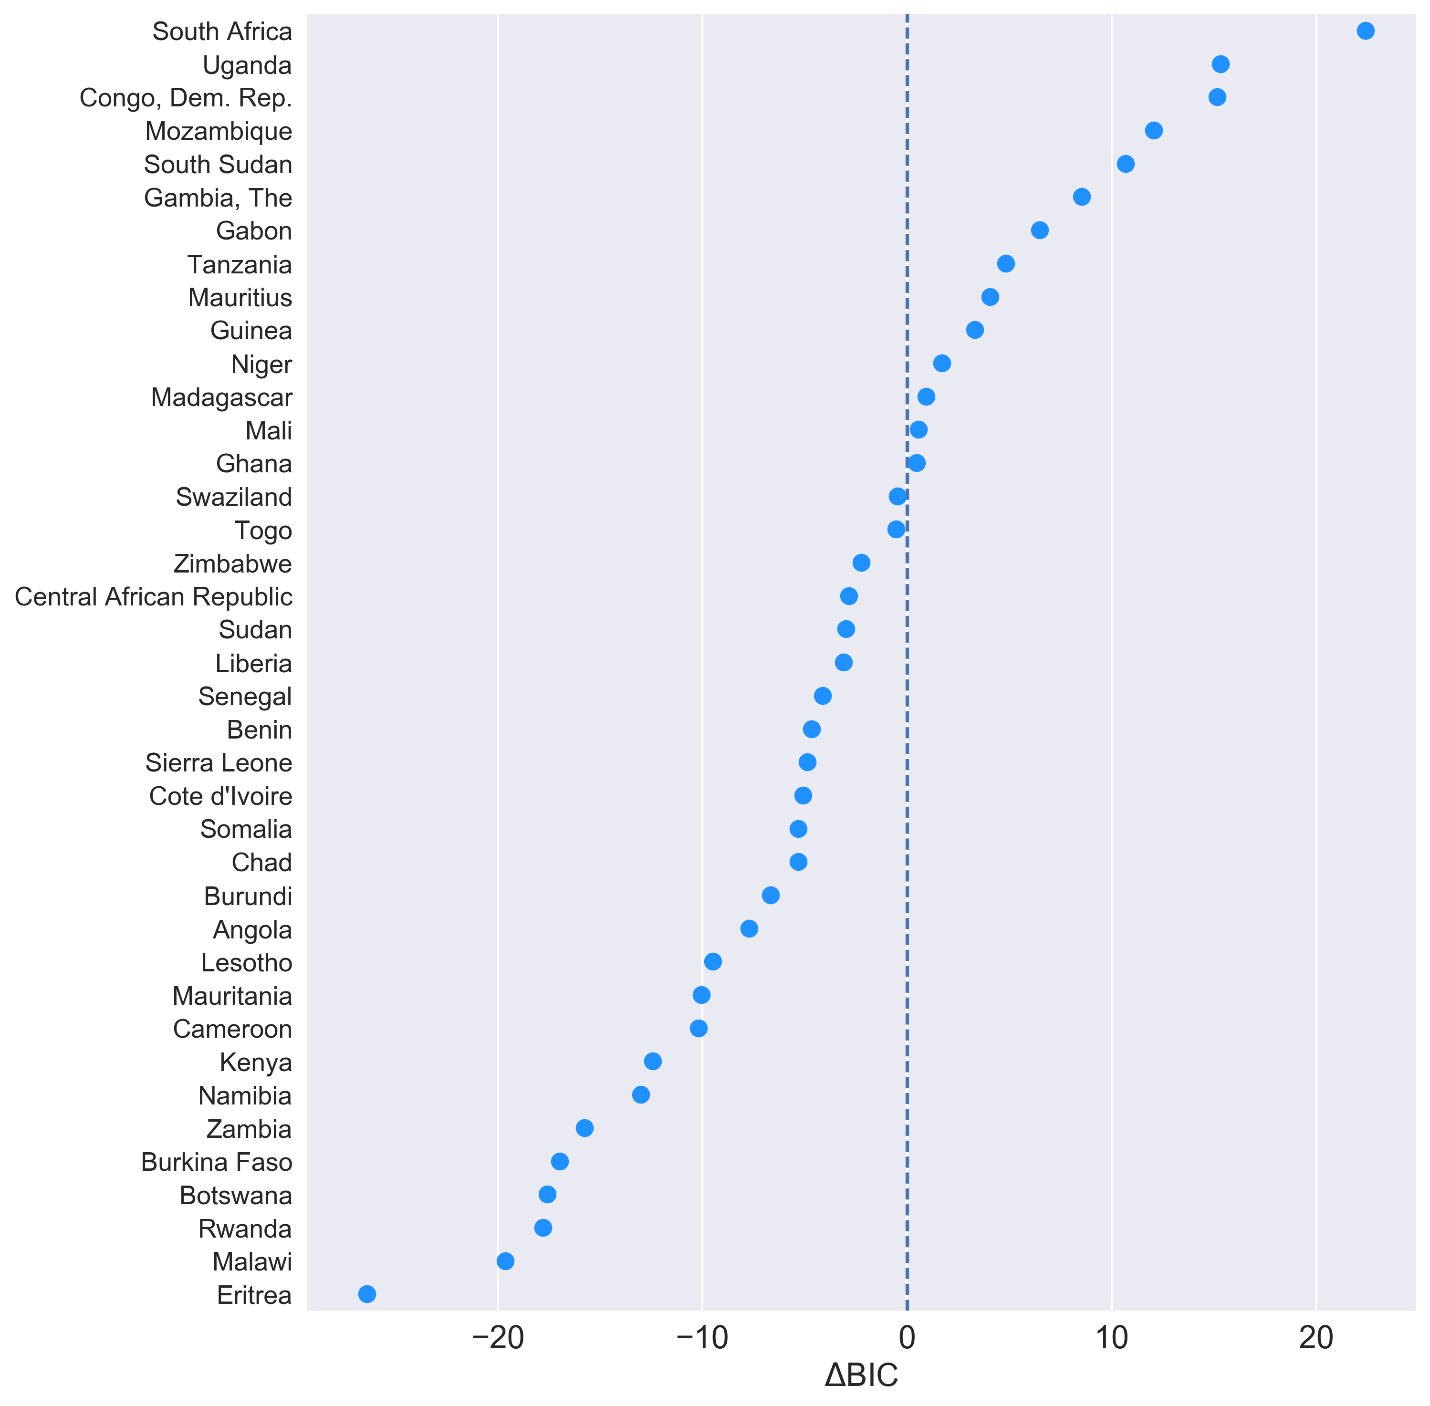 South Africa
Uganda
Congo, Dem. Rep.
Mozambique
South Sudan
Gambia, The
Gabon
Tanzania
Mauritius
Guinea
Niger
Madagascar
Mali
Ghana
Swaziland
Togo
Zimbabwe
Central African Republic
Sudan
Liberia
Senegal
Benin
Sierra Leone
Cote d'Ivoire
Somalia
Chad
Burundi
Angola
Lesotho
Mauritania
Cameroon
Kenya
Namibia
Zambia
Burkina Faso
Botswana
Rwanda
Malawi
Eritrea
−20 −10 0 10 20
ΔBIC